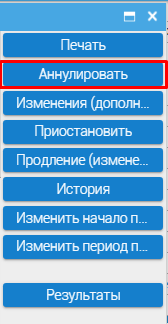 Печать
Аннулировать
Изменения (дополн...
Приостановить
Продление (измене...
История
Изменить начало п...
Изменить период п...
Результаты